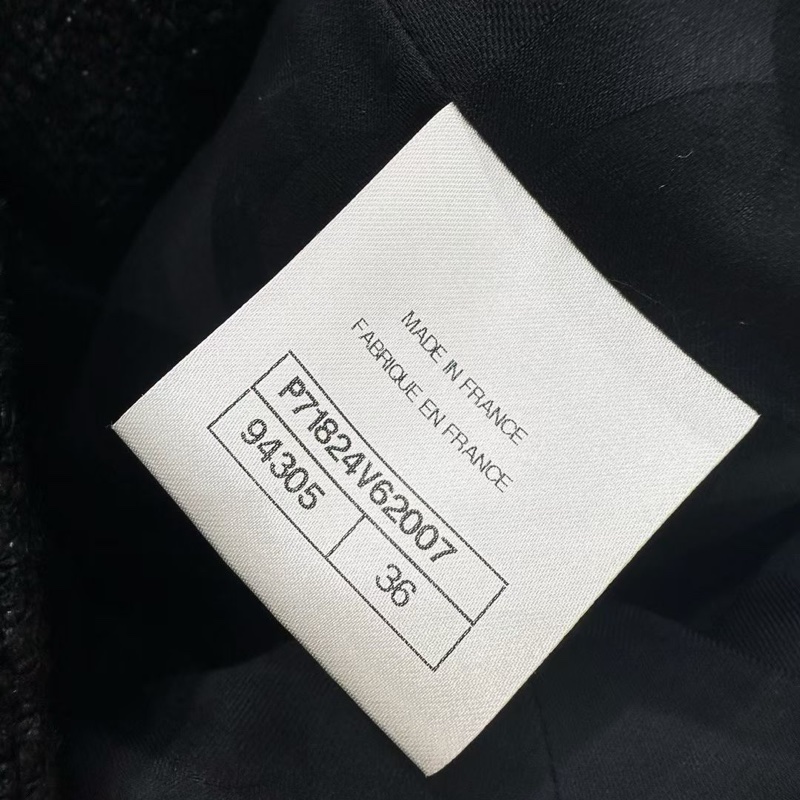 MADE IN FRANCE
FABRIQUE EN FRANCE
P71824V62007
94305
36